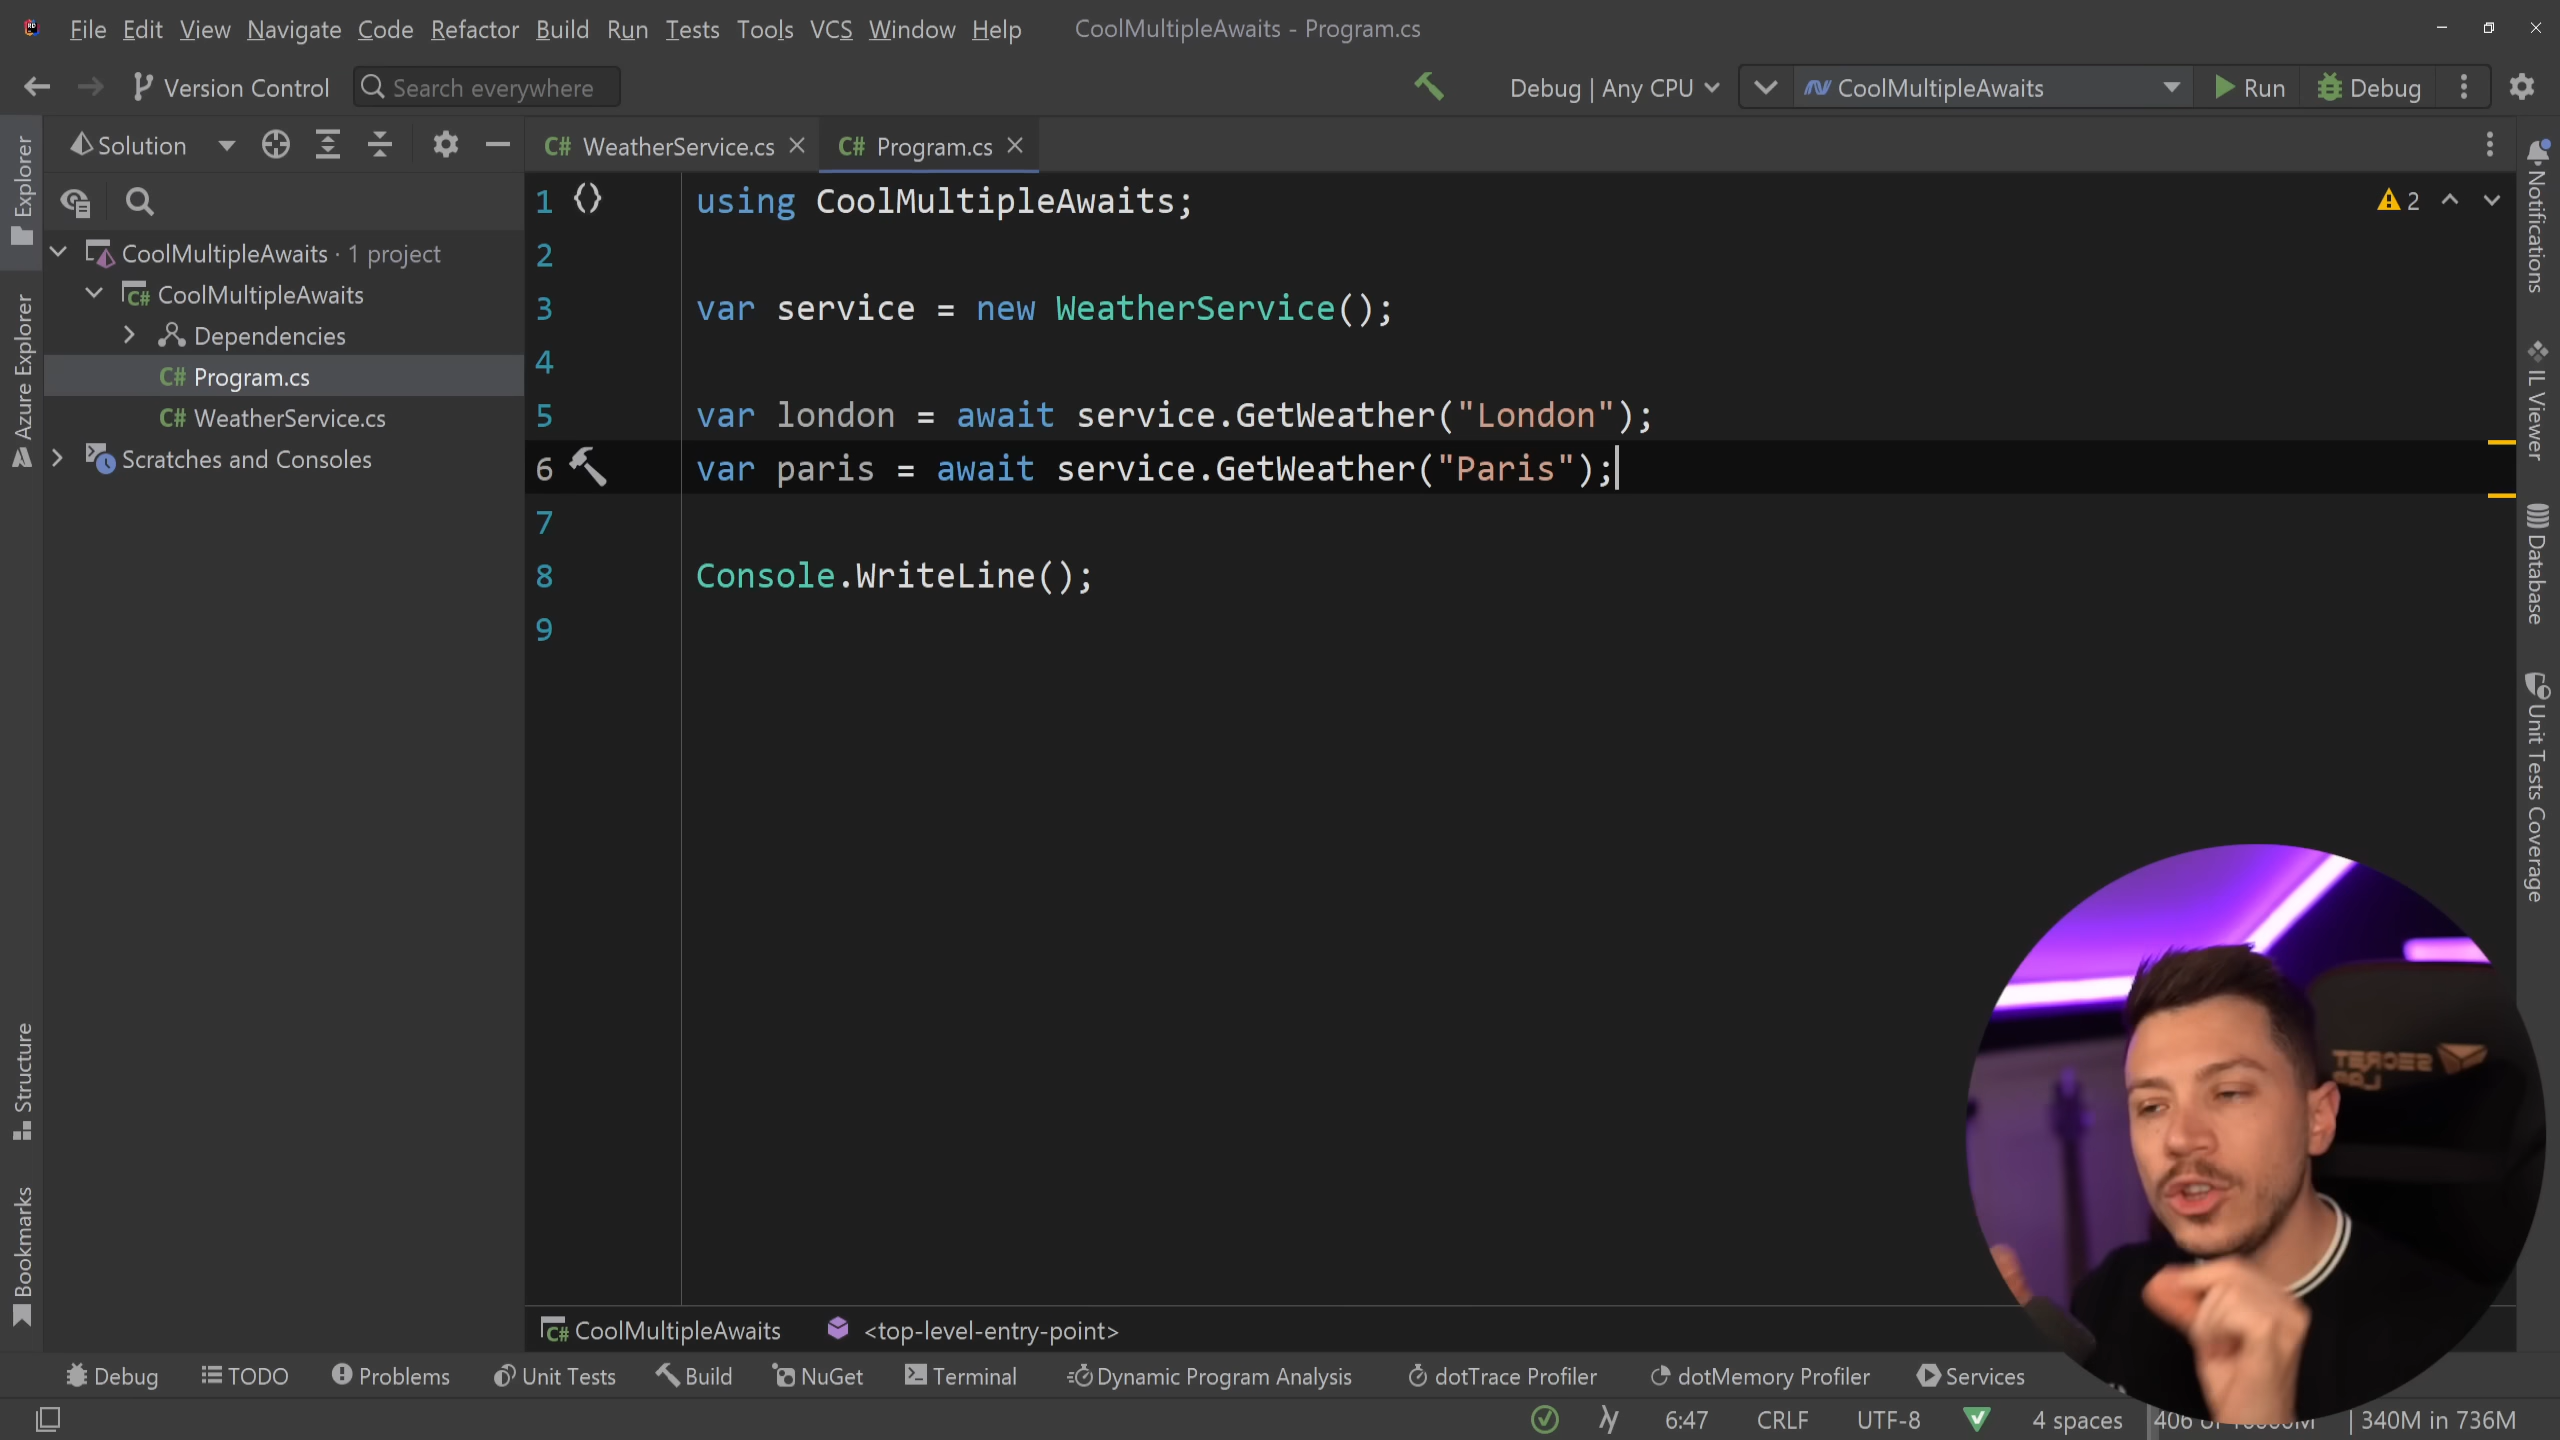 File Edit View Navigate Code Refactor Build Run Tests Tools VCS Window Help CoolMultipleAwaits - Program.cs
Version Control Search everywhere Debug | Any CPU CoolMultipleAwaits Run Debug
Solution
WeatherService.cs Program.cs
CoolMultipleAwaits · 1 project
CoolMultipleAwaits
Dependencies
C# Program.cs
C# WeatherService.cs
Scratches and Consoles
Explorer
Azure Explorer
Structure
Bookmarks
1 using CoolMultipleAwaits;
2
3 var service = new WeatherService();
4
5 var london = await service.GetWeather("London");
6 var paris = await service.GetWeather("Paris");
7
8 Console.WriteLine();
9
2
Notifications
IL Viewer
Database
Unit Tests Coverage
SECRET LAB
CoolMultipleAwaits <top-level-entry-point>
Debug TODO Problems Unit Tests Build NuGet Terminal Dynamic Program Analysis dotTrace Profiler dotMemory Profiler Services
6:47 CRLF UTF-8 4 spaces 406 340M in 736M